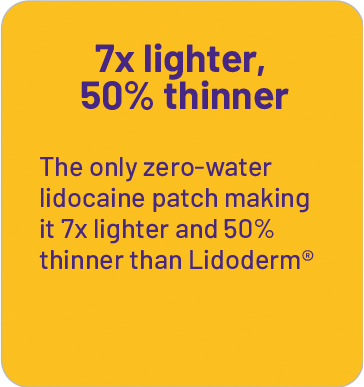 7x lighter,
50% thinner
The only zero-water
lidocaine patch making
it 7x lighter and 50%
thinner than Lidoderm®